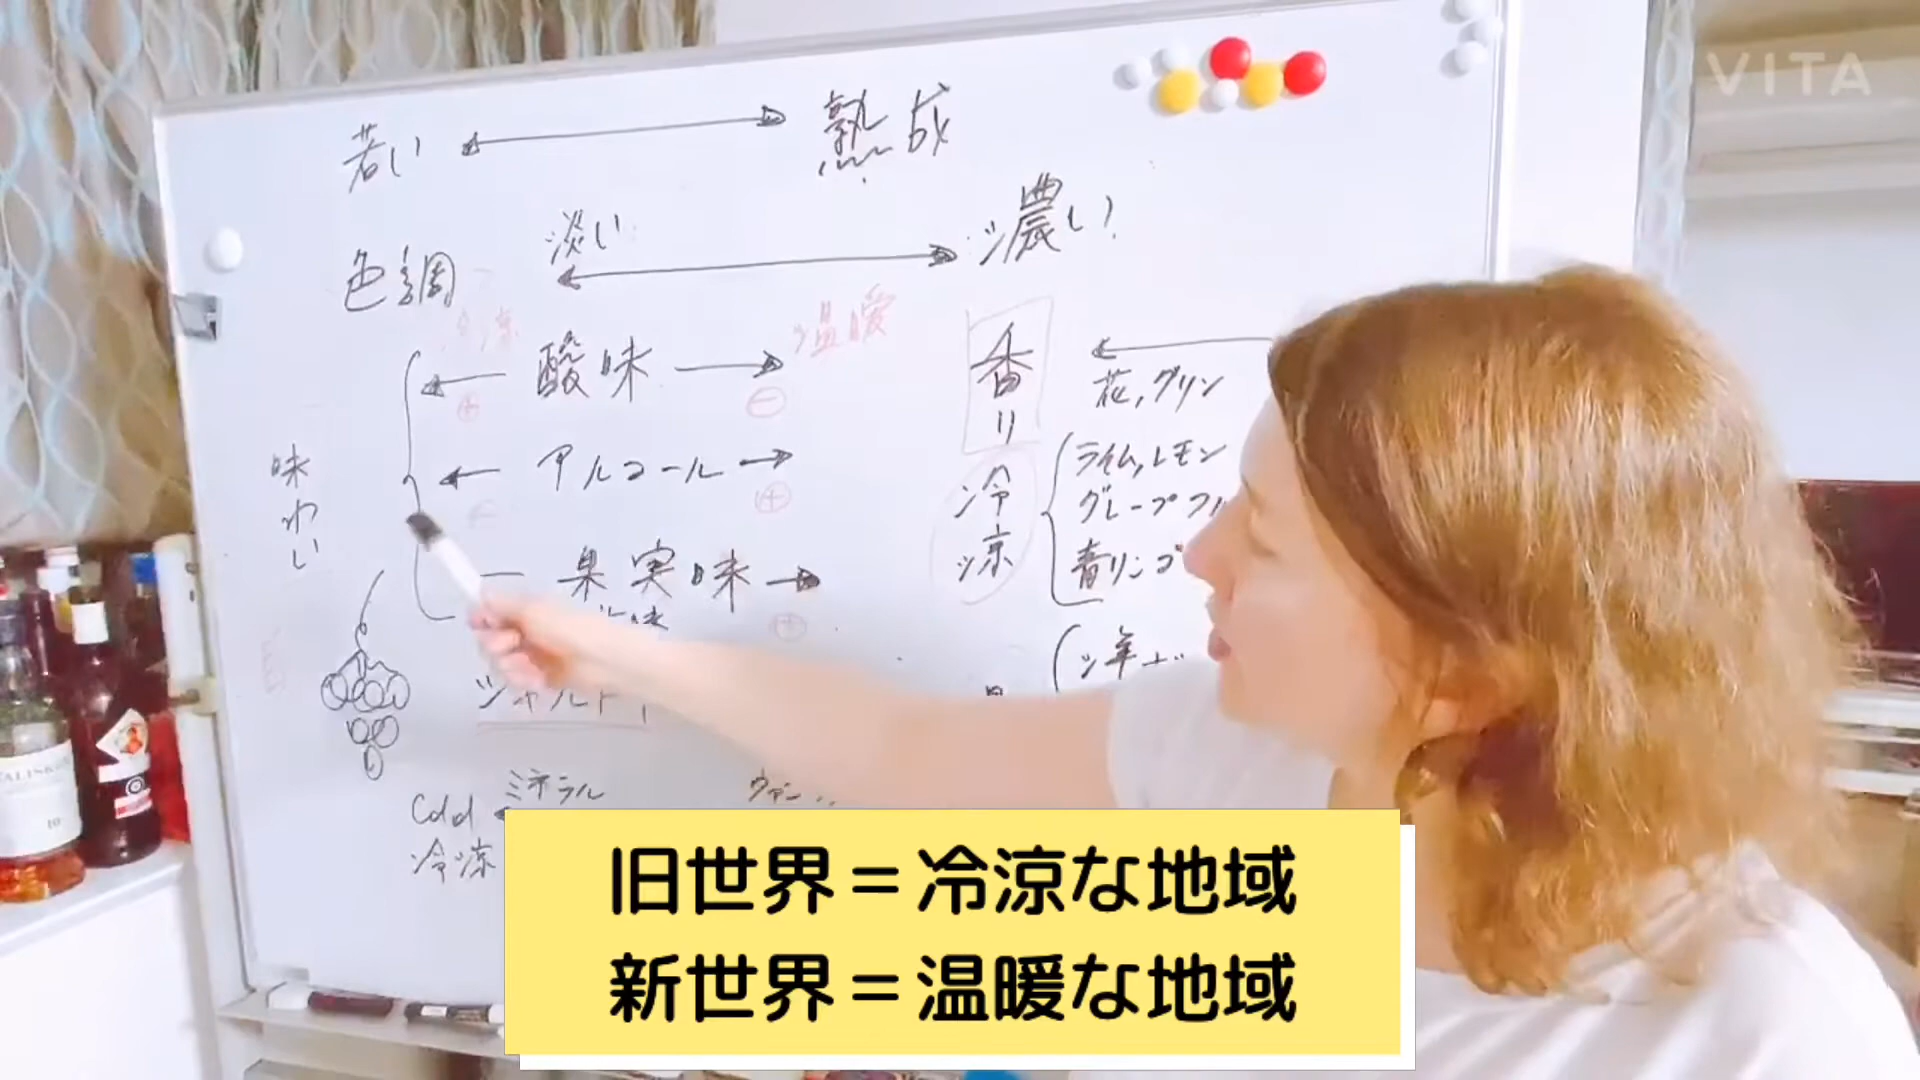 VITA
若い 熟成
淡い 濃い
色調
冷涼 温暖
酸味
⊕ ⊖
アルコール
⊕
果実味
⊕
味わい
香り
花,グリン
冷涼
ライム,レモン
グレープフル
青リンゴ
シャルドネ
ミネラル
Cold
冷涼
旧世界＝冷涼な地域
新世界＝温暖な地域